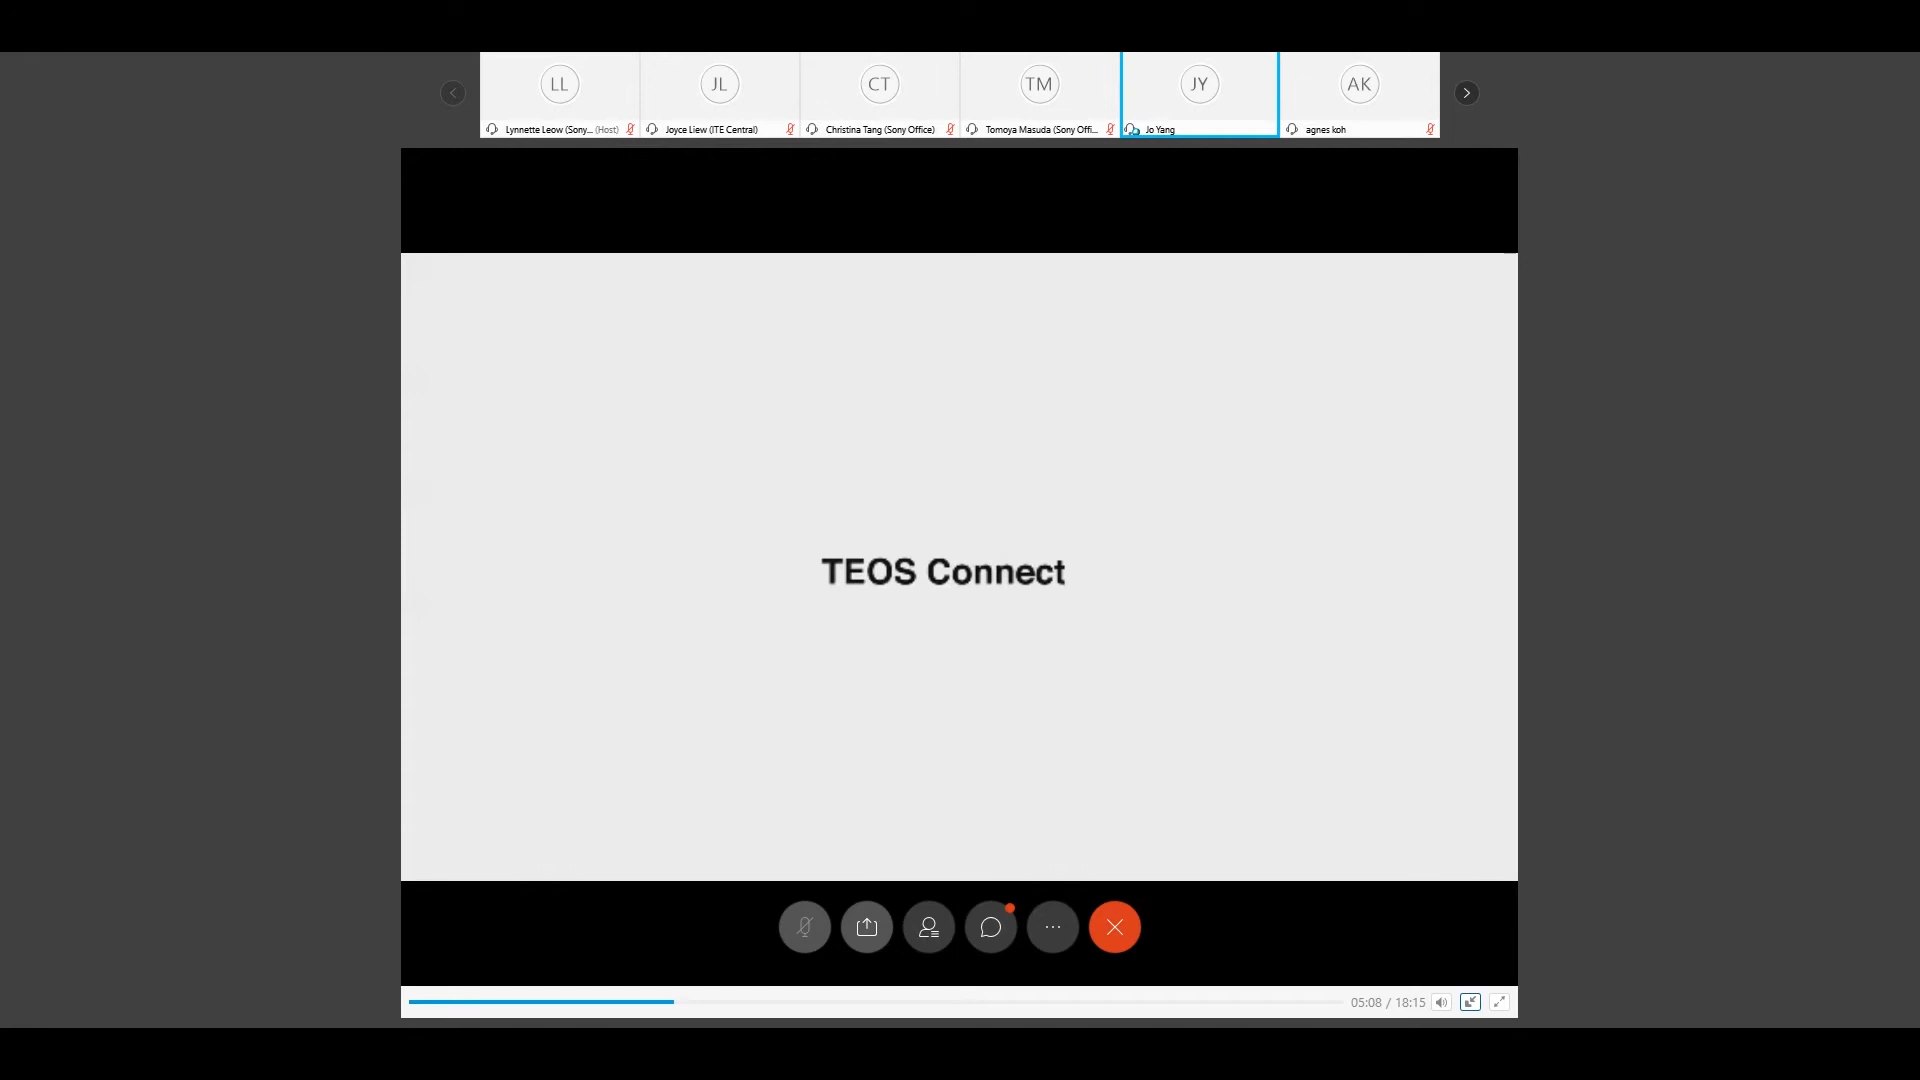 LL
JL
CT
TM
JY
AK
Lynnette Leow (Sony... (Host)
Joyce Liew (ITE Central)
Christina Tang (Sony Office)
Tomoya Masuda (Sony Offi...
Jo Yang
agnes koh
TEOS Connect
05:08 / 18:15